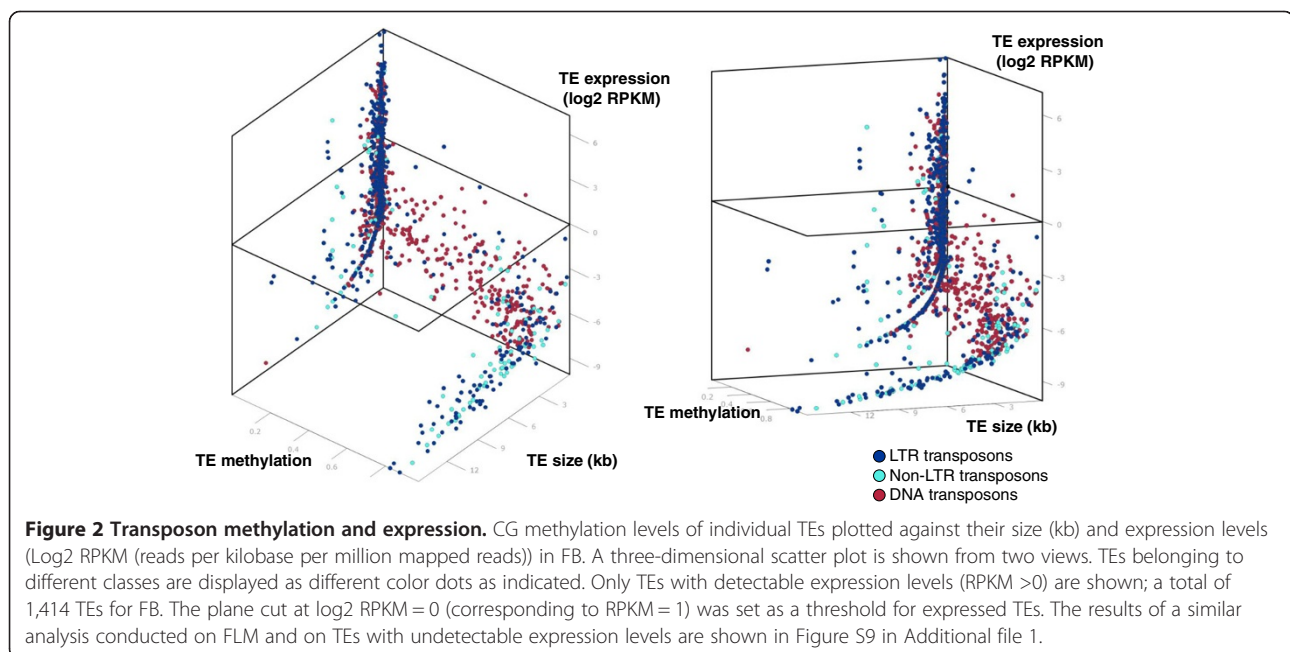 TE expression
(log2 RPKM)
6
3
0
-3
-6
-9
3
6
9
12
0.2
0.4
0.6
TE methylation
TE size (kb)
TE expression
(log2 RPKM)
6
3
0
-3
-6
-9
0.2
0.4
0.8
12
9
6
3
TE methylation
TE size (kb)
LTR transposons
Non-LTR transposons
DNA transposons
Figure 2 Transposon methylation and expression. CG methylation levels of individual TEs plotted against their size (kb) and expression levels
(Log2 RPKM (reads per kilobase per million mapped reads)) in FB. A three-dimensional scatter plot is shown from two views. TEs belonging to
different classes are displayed as different color dots as indicated. Only TEs with detectable expression levels (RPKM >0) are shown; a total of
1,414 TEs for FB. The plane cut at log2 RPKM = 0 (corresponding to RPKM = 1) was set as a threshold for expressed TEs. The results of a similar
analysis conducted on FLM and on TEs with undetectable expression levels are shown in Figure S9 in Additional file 1.